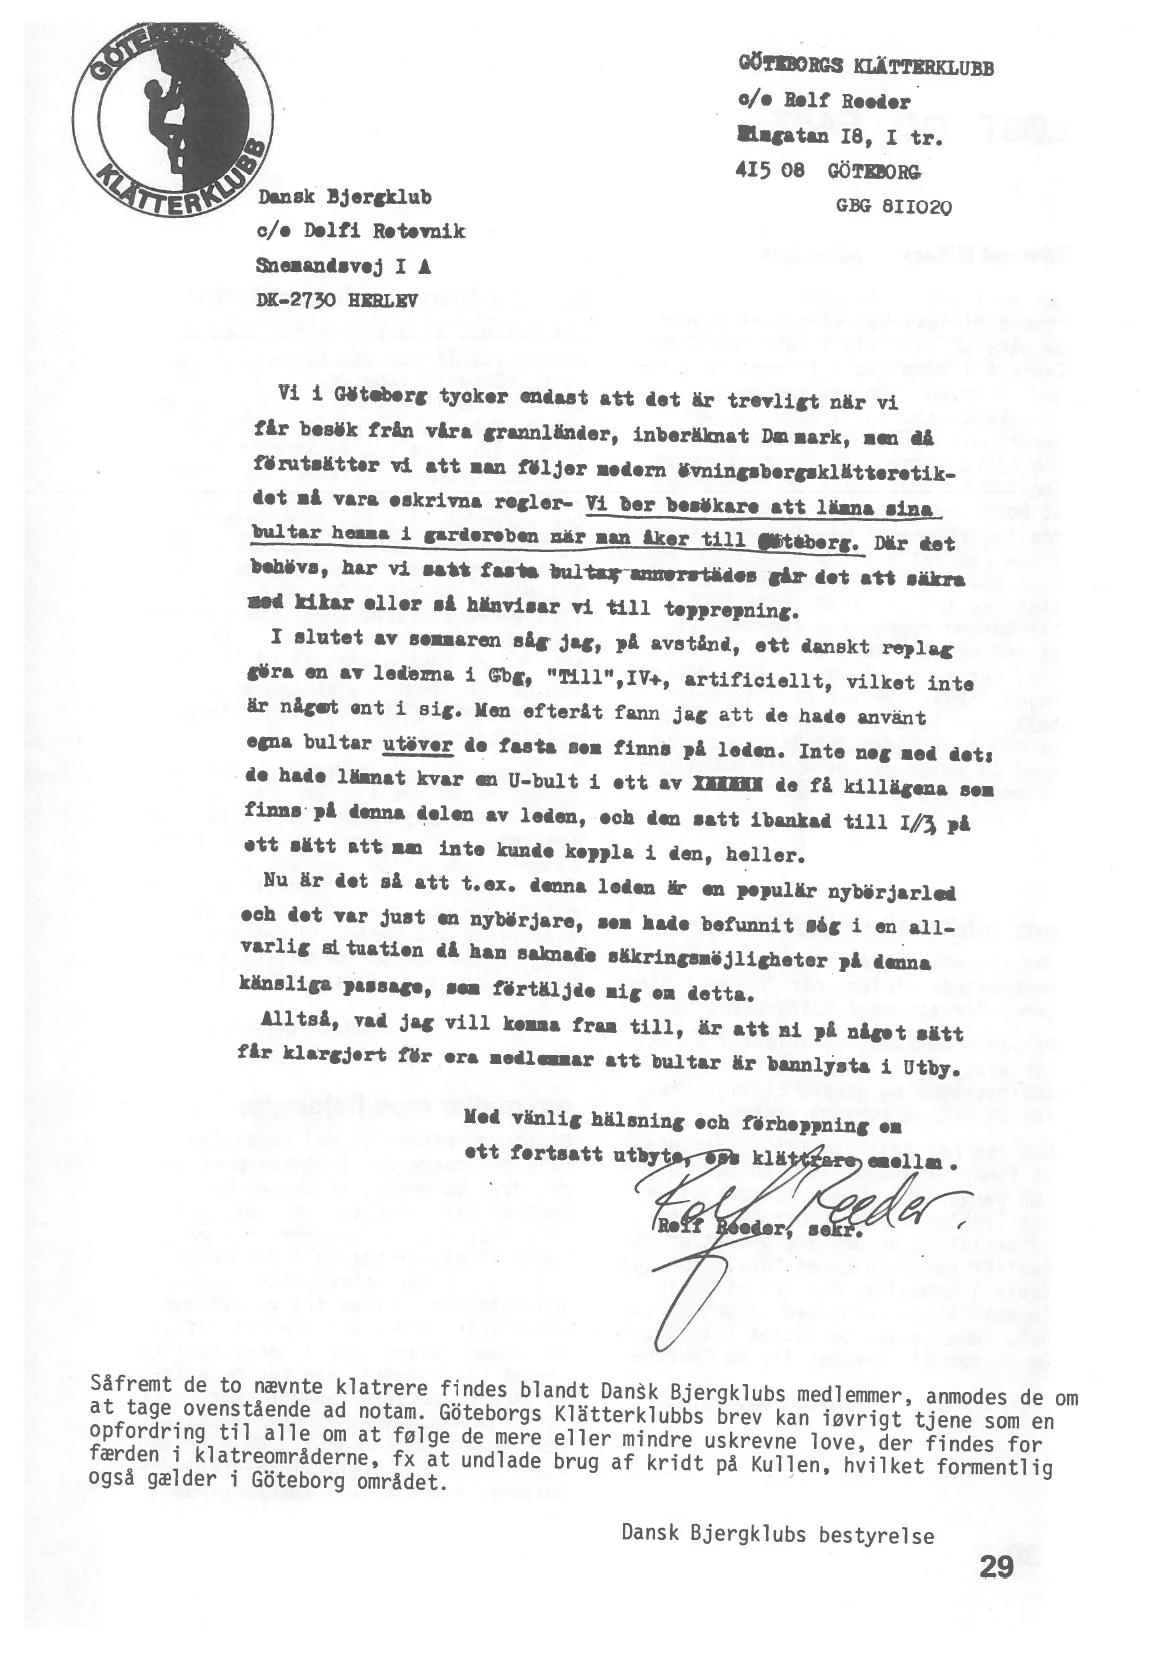 GÖTEBORGS
KLÄTTERKLUBB
GÖTEBORGS KLÄTTERKLUBB
c/o Rolf Reeder
415 08 GÖTEBORG
GBG 811020
Dansk Bjergklub
c/o Delfi Retovnik
Snemandsvej I A
DK-2730 HERLEV
Vi i Göteborg tycker endast att det är trevligt när vi
får besök från våra grannländer, inberäknat Danmark, men då
förutsätter vi att man följer modern övningsbergsklätteretik-
det må vara oskrivna regler- Vi ber besökare att lämna sina
bultar hemma i garderoben när man åker till Göteborg. Där det
behövs, har vi satt fasta bultar, annorstädes går det att säkra
med kikar eller så hänvisar vi till topprepning.
I slutet av sommaren såg jag, på avstånd, ett danskt replag
göra en av lederna i Gbg, "Till",IV+, artificiellt, vilket inte
är något ont i sig. Men efteråt fann jag att de hade använt
egna bultar utöver de fasta som finns på leden. Inte nog med det:
de hade lämnat kvar en U-bult i ett av XXXXXX de få killägena som
finns på denna delen av leden, och den satt ibankad till I/3, på
ett sätt att man inte kunde koppla i den, heller.
Nu är det så att t.ex. denna leden är en populär nybörjarled
och det var just en nybörjare, som hade befunnit såg i en all-
varlig situation då han saknade säkringsmöjligheter på denna
känsliga passage, som förtäljde mig om detta.
Alltså, vad jag vill komma fram till, är att ni på något sätt
får klargjort för era medlemmar att bultar är bannlysta i Utby.
Med vänlig hälsning och förhoppning om
ett fortsatt utbyte, oss klättrare emellan.
Rolf Reeder.
Rolf Reeder, sekr.
Såfremt de to nævnte klatrere findes blandt Dansk Bjergklubs medlemmer, anmodes de om
at tage ovenstående ad notam. Göteborgs Klätterklubbs brev kan iøvrigt tjene som en
opfordring til alle om at følge de mere eller mindre uskrevne love, der findes for
færden i klatreområderne, fx at undlade brug af kridt på Kullen, hvilket formentlig
også gælder i Göteborg området.
Dansk Bjergklubs bestyrelse
29